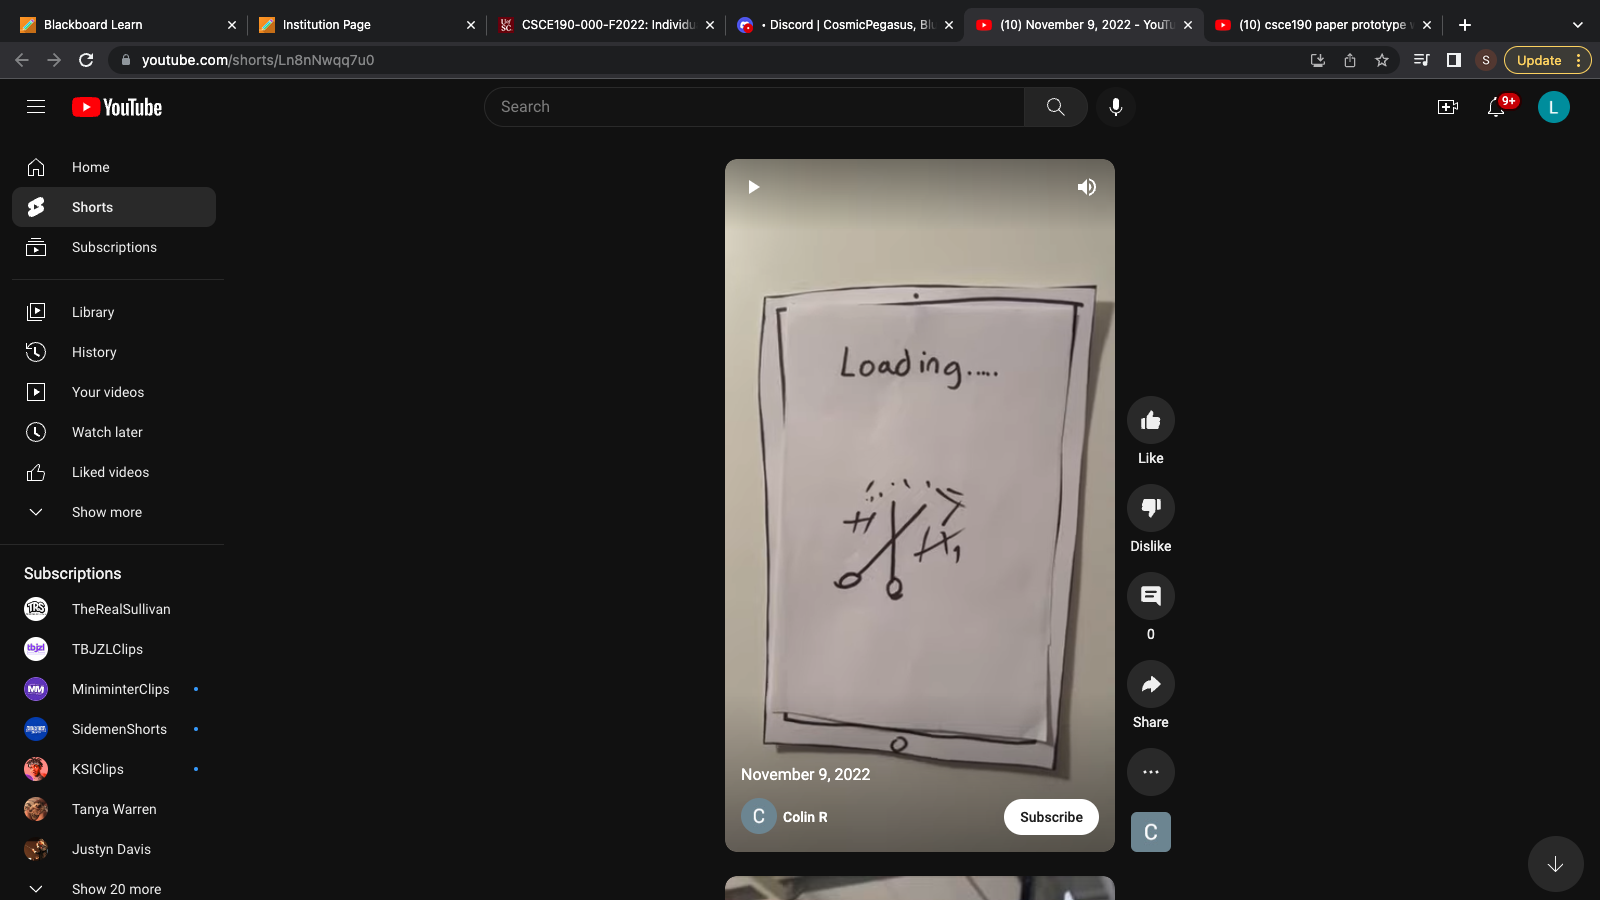 Blackboard Learn
Institution Page
CSCE190-000-F2022: Individu
• Discord | CosmicPegasus, Bl
(10) November 9, 2022 - YouTu
(10) csce190 paper prototype
youtube.com/shorts/Ln8nNwqq7u0
S
Update
YouTube
Search
9+
L
Home
Shorts
Subscriptions
Library
History
Your videos
Watch later
Liked videos
Show more
Subscriptions
TheRealSullivan
TBJZLClips
MiniminterClips
SidemenShorts
KSIClips
Tanya Warren
Justyn Davis
Show 20 more
Loading.....
November 9, 2022
C
Colin R
Subscribe
Like
Dislike
0
Share
C